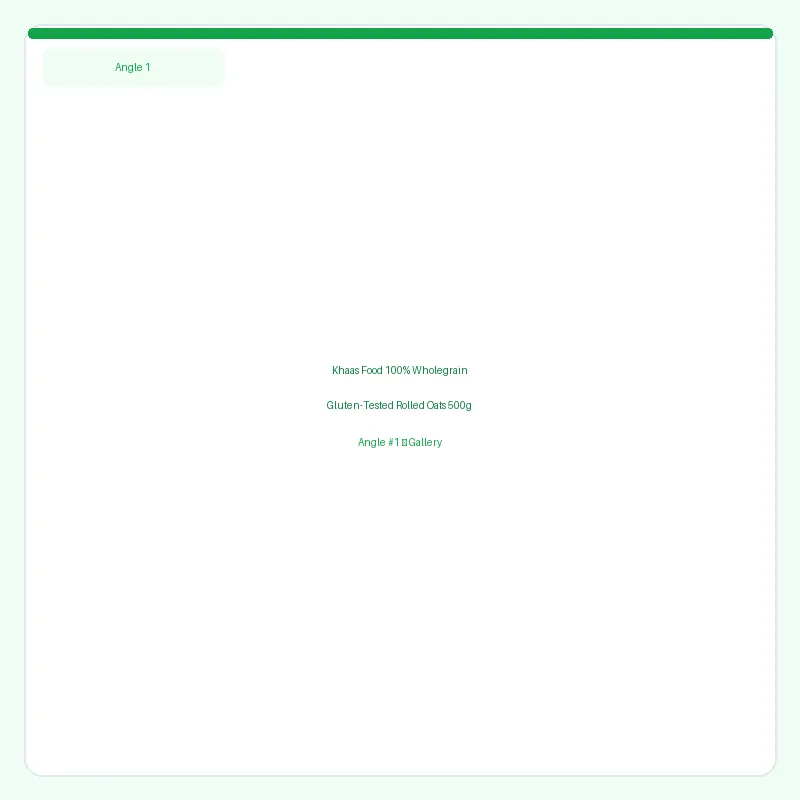 Angle 1
Khaas Food 100% Wholegrain
Gluten-Tested Rolled Oats 500g
Angle #1 Gallery